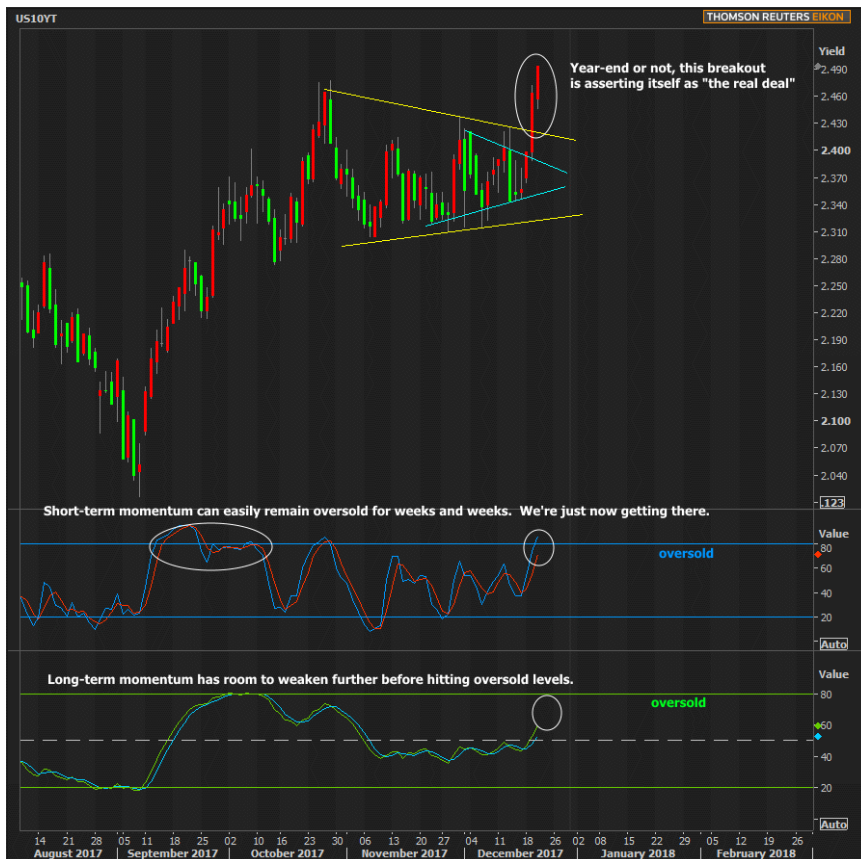 US10YT
THOMSON REUTERS EIKON
Yield
Year-end or not, this breakout
is asserting itself as "the real deal"
2.490
2.460
2.430
2.400
2.370
2.340
2.310
2.280
2.250
2.220
2.190
2.160
2.130
2.100
2.070
2.040
.123
Short-term momentum can easily remain oversold for weeks and weeks. We're just now getting there.
Value
80
oversold
60
40
20
Auto
Long-term momentum has room to weaken further before hitting oversold levels.
Value
80
oversold
60
40
20
Auto
14 21 28 05 11 18 25 02 10 16 23 30 06 13 20 27 04 11 18 26 02 08 15 22 29 05 12 20 26
August 2017 September 2017 October 2017 November 2017 December 2017 January 2018 February 2018